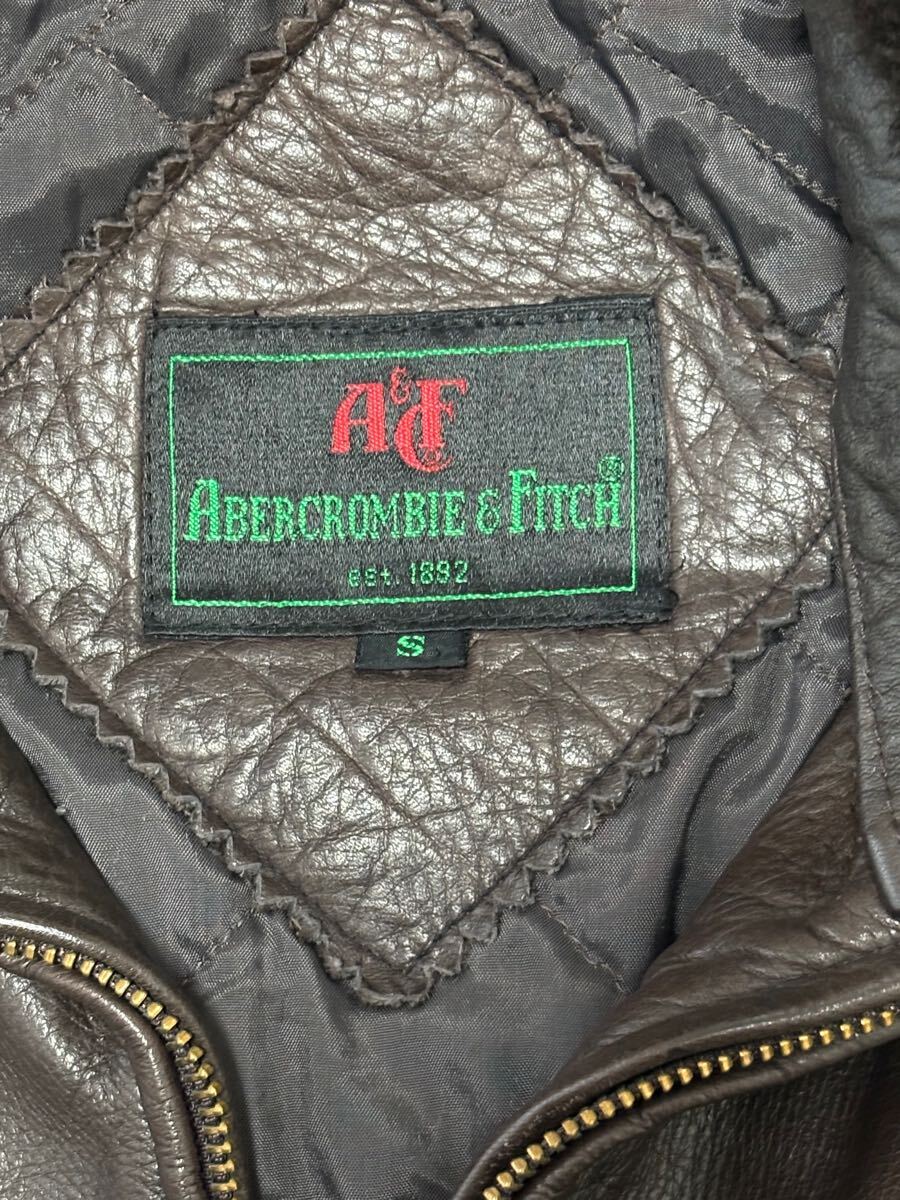 A&F
ABERCROMBIE & FITCH®
est. 1892
S